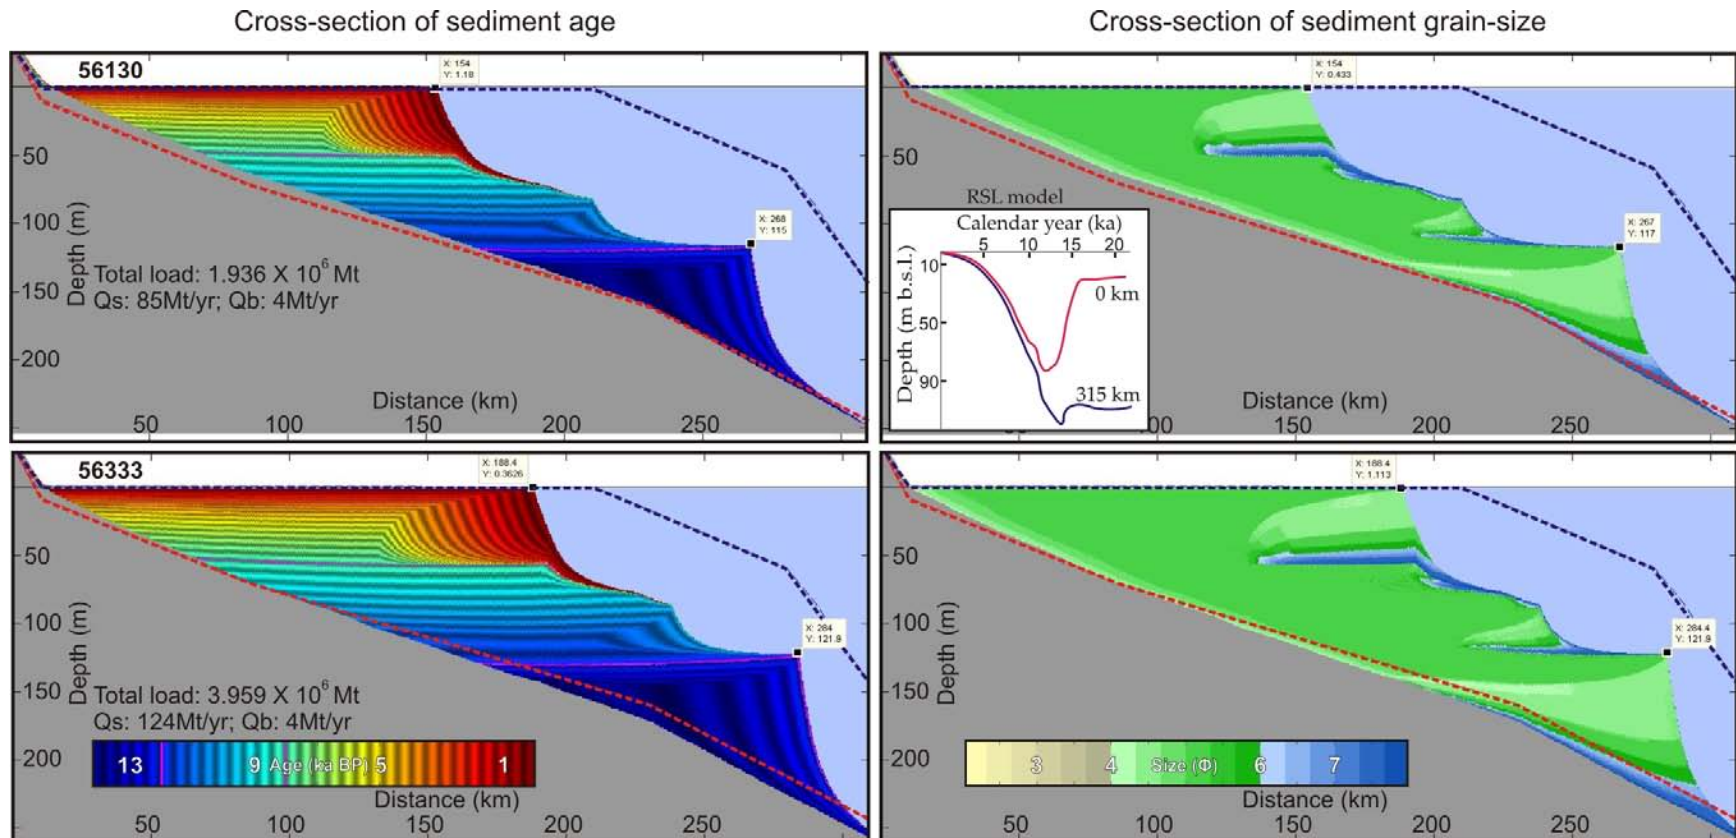 Cross-section of sediment age
Cross-section of sediment grain-size
56130
X: 154
Y: 1.18
X: 268
Y: 115
50
100
150
200
Depth (m)
Total load: 1.936 X 10⁶ Mt
Qs: 85Mt/yr; Qb: 4Mt/yr
Distance (km)
50 100 150 200 250
X: 154
Y: 0.433
X: 267
Y: 117
50
RSL model
Calendar year (ka)
5 10 15 20
10
50
90
Depth (m b.s.l.)
0 km
315 km
Distance (km)
100 150 200 250
56333
X: 188.4
Y: 0.3626
X: 284
Y: 121.9
50
100
150
200
Depth (m)
Total load: 3.959 X 10⁶ Mt
Qs: 124Mt/yr; Qb: 4Mt/yr
13 9 Age (ka BP) 5 1
Distance (km)
50 100 150 200 250
X: 188.4
Y: 1.113
X: 284.4
Y: 121.9
50
100
150
200
Depth (m)
3 4 Size (Φ) 6 7
Distance (km)
50 100 150 200 250